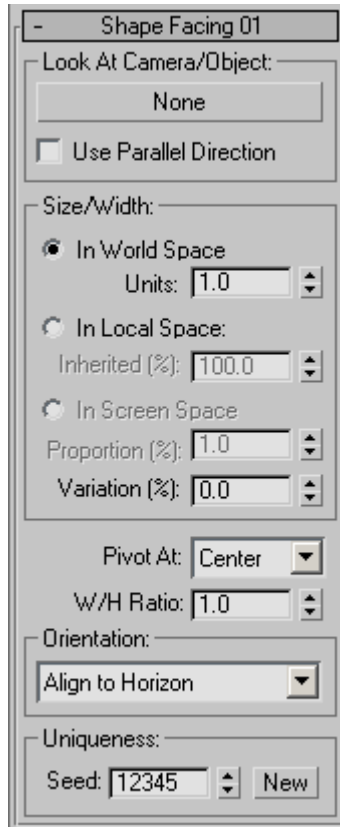 - Shape Facing 01
Look At Camera/Object:
None
Use Parallel Direction
Size/Width:
In World Space
Units: 1.0
In Local Space:
Inherited (%): 100.0
In Screen Space
Proportion (%): 1.0
Variation (%): 0.0
Pivot At: Center
W/H Ratio: 1.0
Orientation:
Align to Horizon
Uniqueness:
Seed: 12345 New